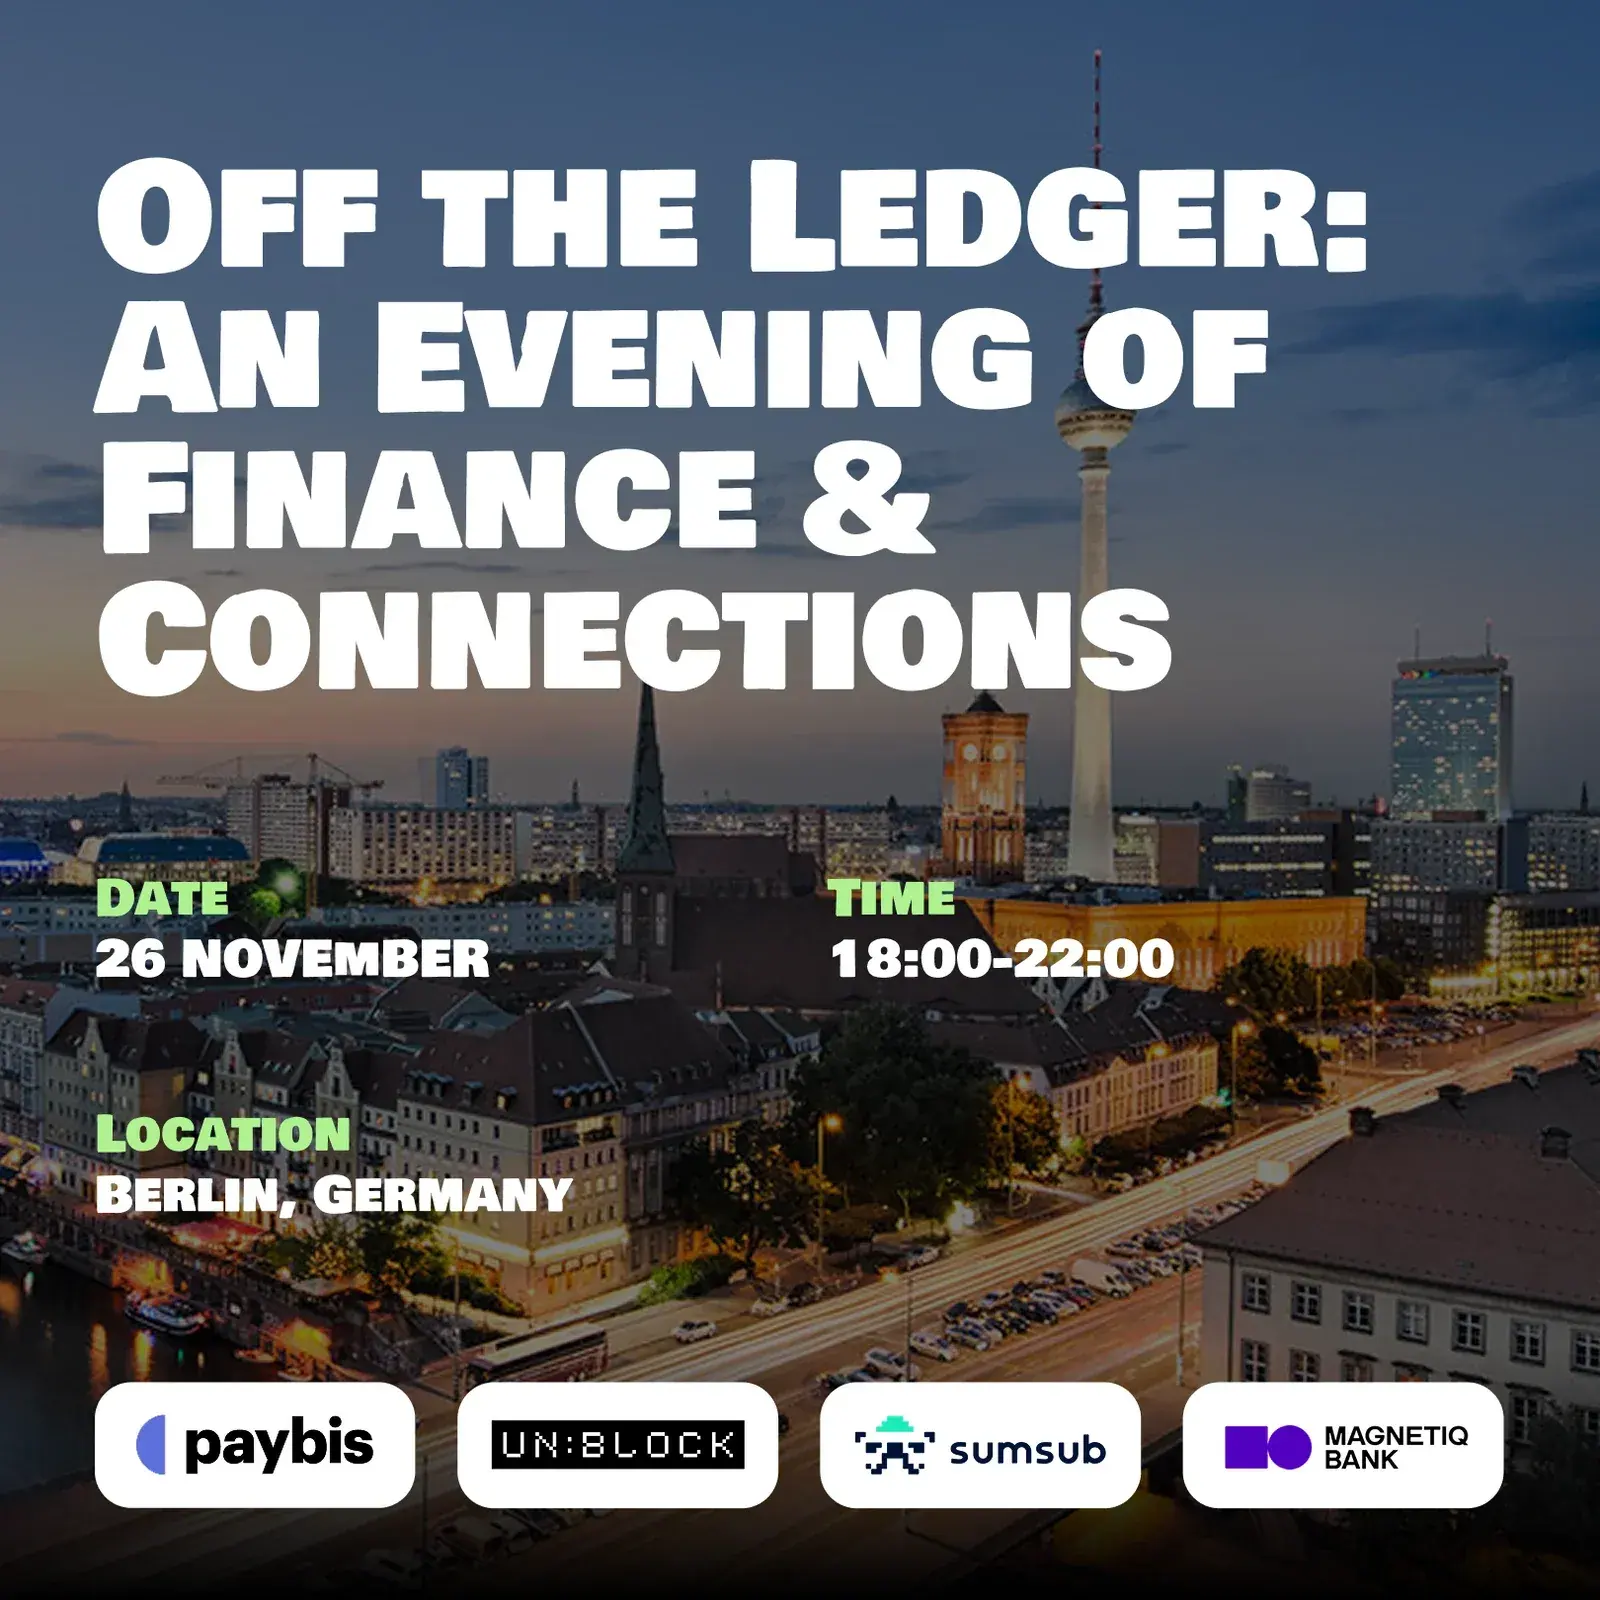 Off the Ledger:
An Evening of
Finance &
Connections
Date
26 November
Time
18:00-22:00
Location
Berlin, Germany
paybis
UN:BLOCK
sumsub
MAGNETIQ
BANK